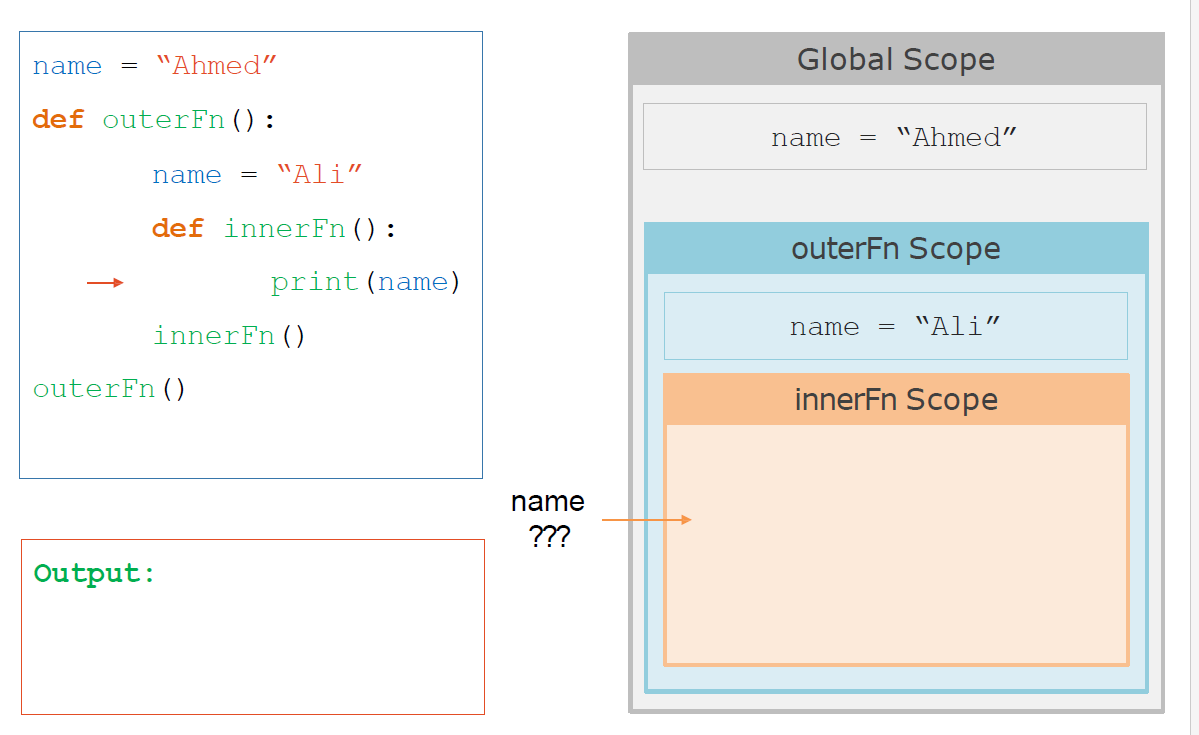 name = “Ahmed”
def outerFn():
name = “Ali”
def innerFn():
print(name)
innerFn()
outerFn()
Output:
name
???
Global Scope
name = “Ahmed”
outerFn Scope
name = “Ali”
innerFn Scope